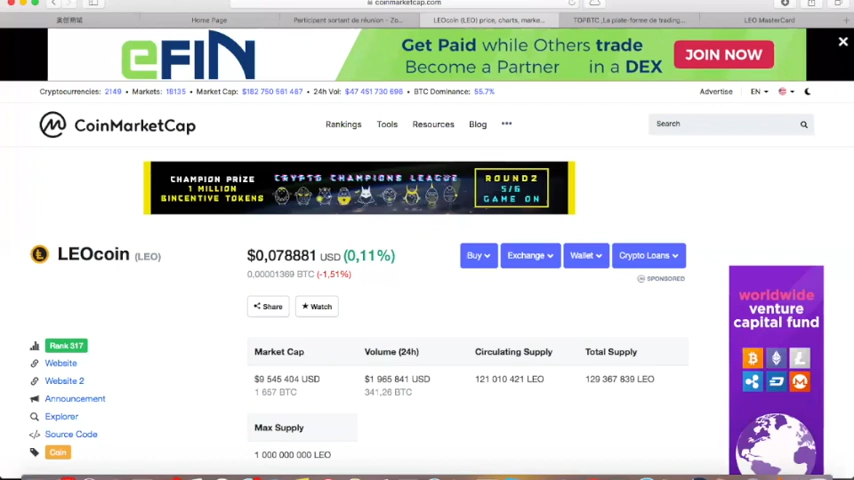 coinmarketcap.com
Home Page
Participant sortant de réunion - Zo...
LEOcoin (LEO) price, charts, marke...
TOPBTC_La plate-forme de trading...
LEO MasterCard
eFIN
Get Paid while Others trade
Become a Partner in a DEX
JOIN NOW
Cryptocurrencies: 2149 • Markets: 18135 • Market Cap: $182 750 561 487 • 24h Vol: $47 451 730 698 • BTC Dominance: 55.7%
Advertise EN
CoinMarketCap
Rankings Tools Resources Blog •••
Search
CHAMPION PRIZE
1 MILLION
BINCENTIVE TOKENS
CRYPTO CHAMPIONS LEAGUE
ROUND2
5/6
GAME ON
LEOcoin (LEO)
$0,078881 USD (0,11%)
0,00001369 BTC (-1,51%)
Buy Exchange Wallet Crypto Loans
SPONSORED
Share Watch
worldwide
venture
capital fund
Rank 317
Website
Website 2
Announcement
Explorer
Source Code
Coin
Market Cap Volume (24h) Circulating Supply Total Supply
$9 545 404 USD $1 965 841 USD 121 010 421 LEO 129 367 839 LEO
1 657 BTC 341,26 BTC
Max Supply
1 000 000 000 LEO